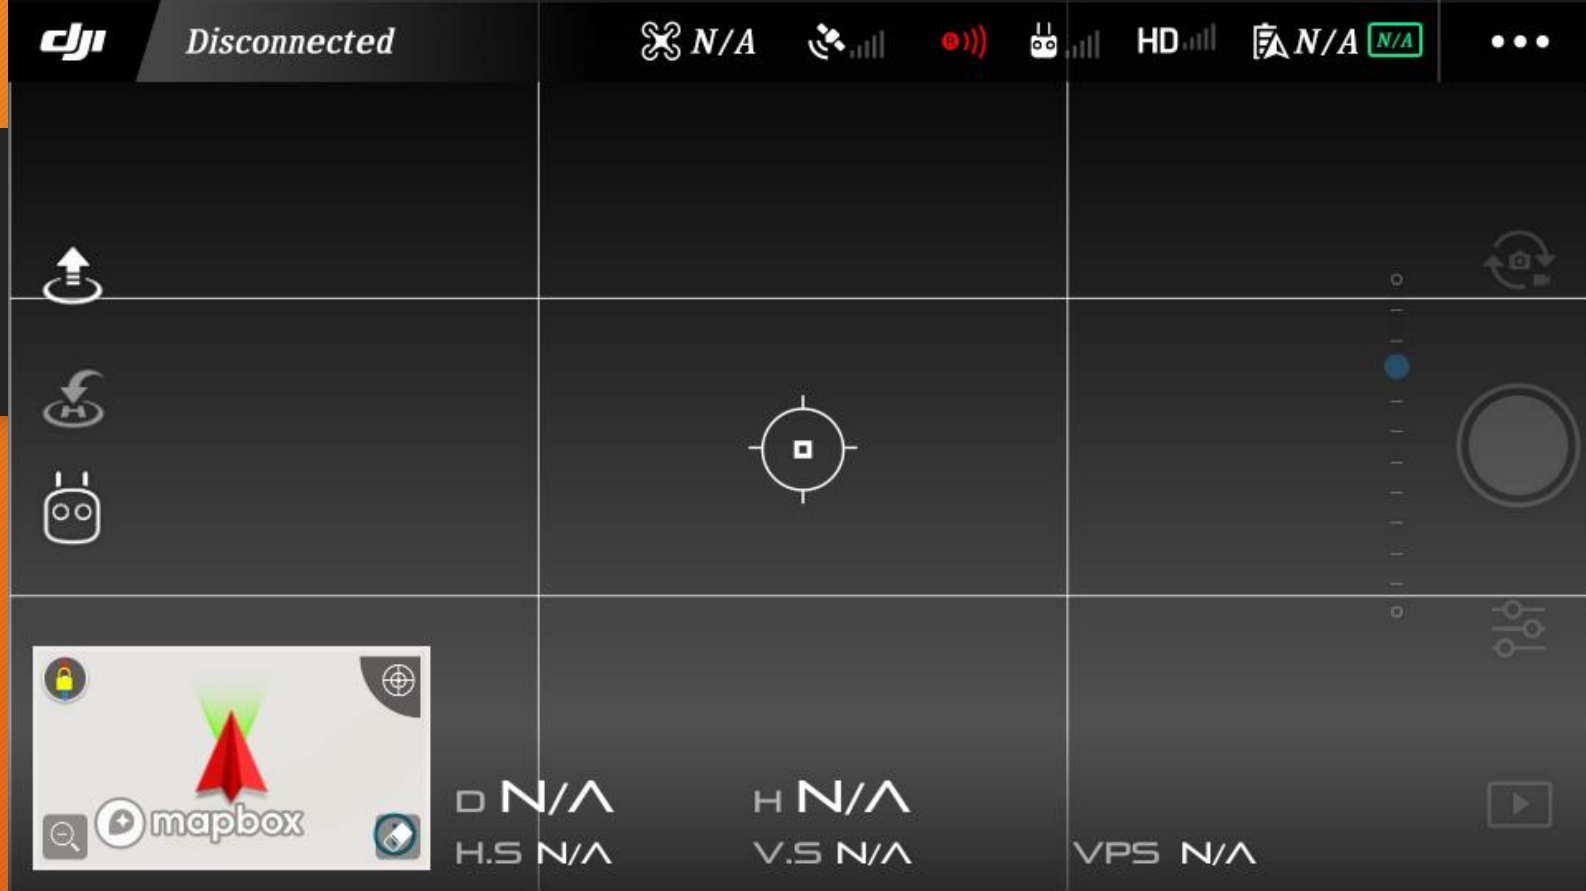 dji Disconnected N/A HD N/A N/A
mapbox
D N/A H N/A
H.S N/A V.S N/A VPS N/A